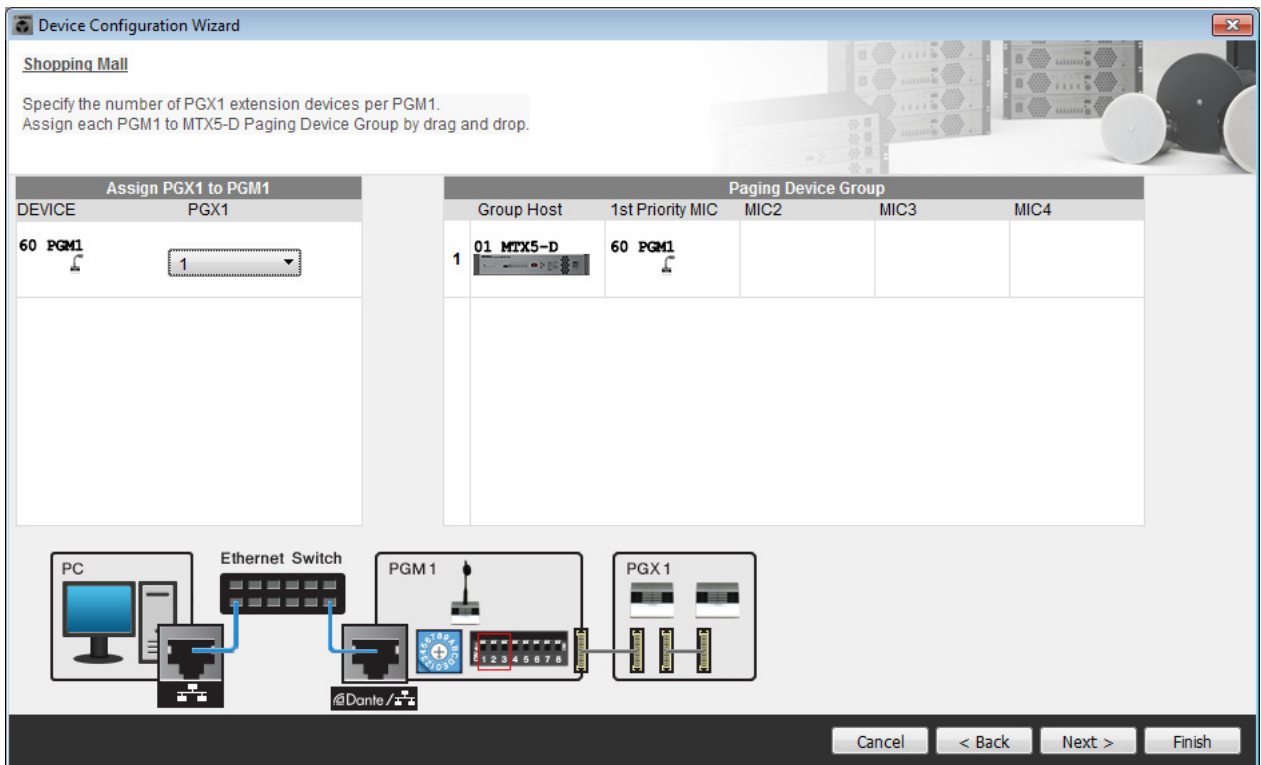 Device Configuration Wizard
Shopping Mall
Specify the number of PGX1 extension devices per PGM1.
Assign each PGM1 to MTX5-D Paging Device Group by drag and drop.
Assign PGX1 to PGM1
DEVICE PGX1
60 PGM1
1
Paging Device Group
Group Host 1st Priority MIC MIC2 MIC3 MIC4
1 01 MTX5-D 60 PGM1
PC
Ethernet Switch
PGM1
PGX1
1 2 3 4 5 6 7 8
Dante/
Cancel < Back Next > Finish